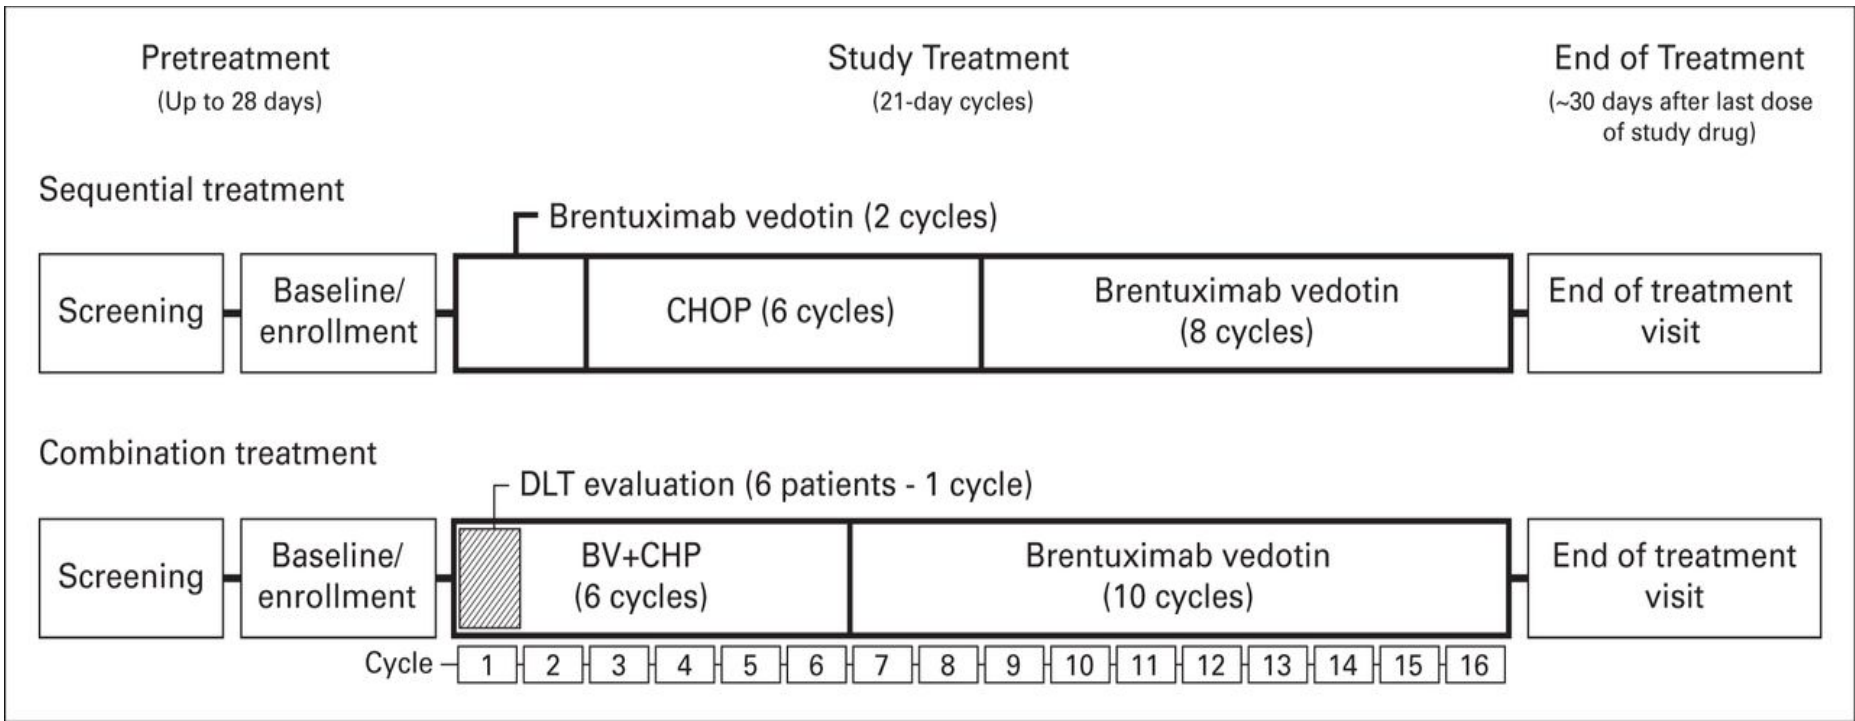 Pretreatment
(Up to 28 days)
Study Treatment
(21-day cycles)
End of Treatment
(~30 days after last dose
of study drug)
Sequential treatment
Brentuximab vedotin (2 cycles)
Screening
Baseline/
enrollment
CHOP (6 cycles)
Brentuximab vedotin
(8 cycles)
End of treatment
visit
Combination treatment
DLT evaluation (6 patients - 1 cycle)
Screening
Baseline/
enrollment
BV+CHP
(6 cycles)
Brentuximab vedotin
(10 cycles)
End of treatment
visit
Cycle 1 2 3 4 5 6 7 8 9 10 11 12 13 14 15 16